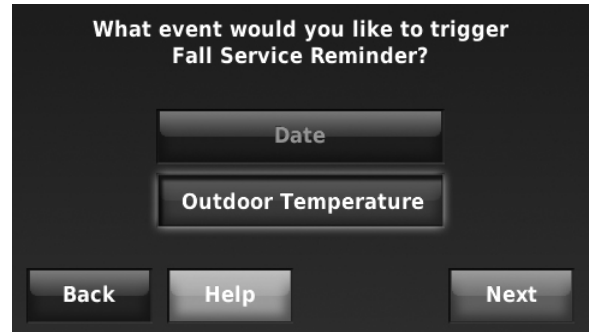 What event would you like to trigger
Fall Service Reminder?
Date
Outdoor Temperature
Back
Help
Next